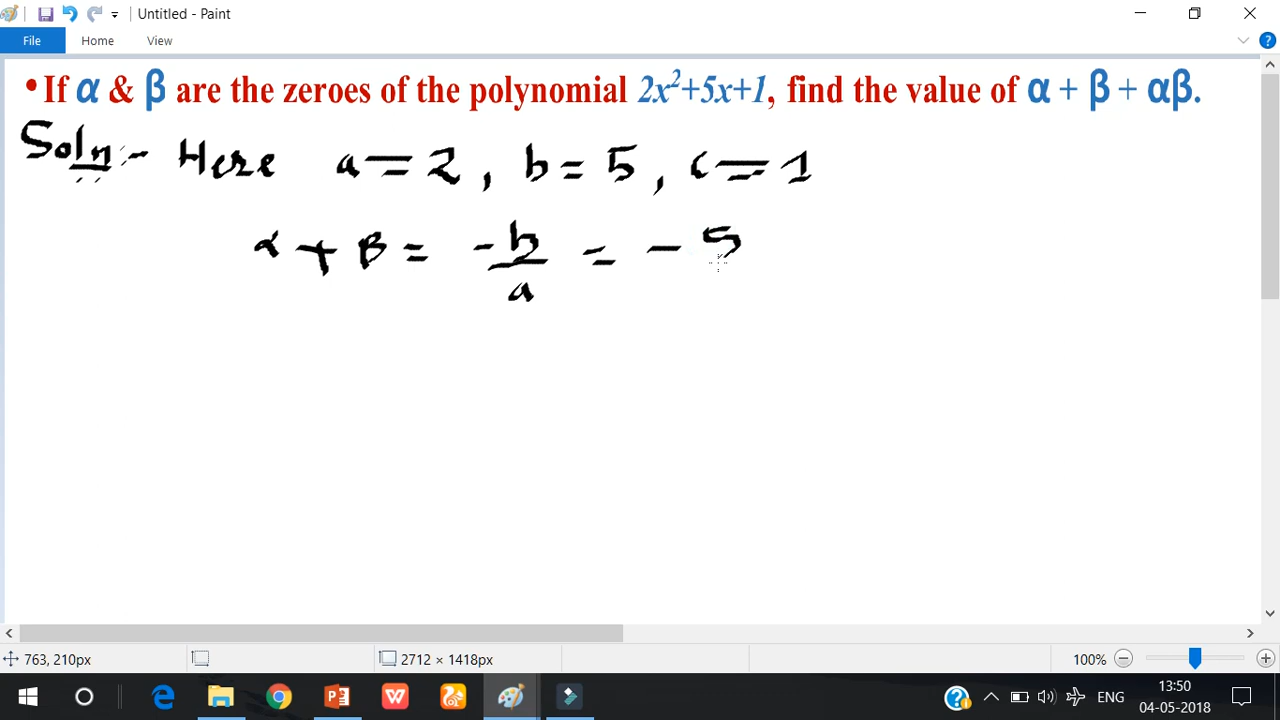 Untitled - Paint
File Home View
•If α & β are the zeroes of the polynomial 2x²+5x+1, find the value of α + β + αβ.
Soln :- Here a = 2 , b = 5 , c = 1
α + β = -b/a = - 5
763, 210px 2712 × 1418px 100%
ENG 13:50
04-05-2018